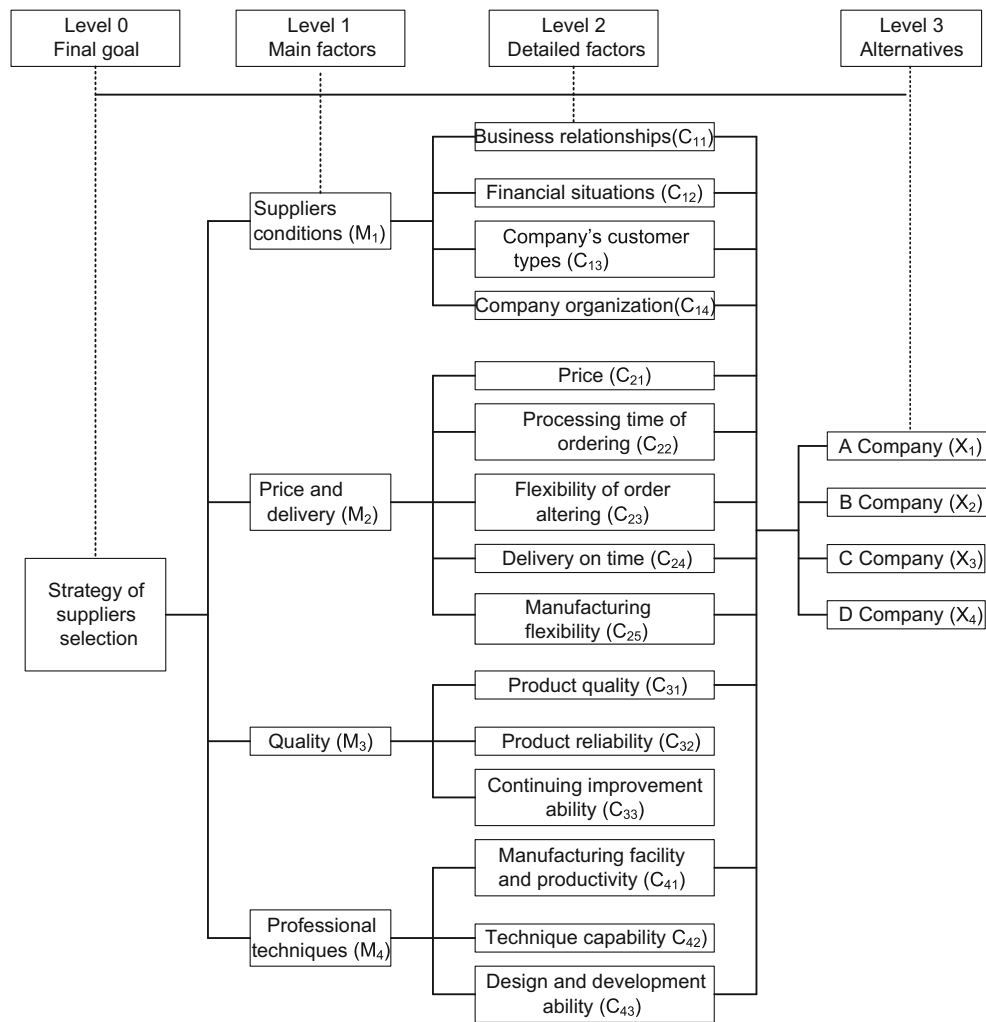 Level 0
Final goal
Level 1
Main factors
Level 2
Detailed factors
Level 3
Alternatives
Strategy of
suppliers
selection
Suppliers
conditions (M₁)
Price and
delivery (M₂)
Quality (M₃)
Professional
techniques (M₄)
Business relationships(C₁₁)
Financial situations (C₁₂)
Company's customer
types (C₁₃)
Company organization(C₁₄)
Price (C₂₁)
Processing time of
ordering (C₂₂)
Flexibility of order
altering (C₂₃)
Delivery on time (C₂₄)
Manufacturing
flexibility (C₂₅)
Product quality (C₃₁)
Product reliability (C₃₂)
Continuing improvement
ability (C₃₃)
Manufacturing facility
and productivity (C₄₁)
Technique capability C₄₂)
Design and development
ability (C₄₃)
A Company (X₁)
B Company (X₂)
C Company (X₃)
D Company (X₄)